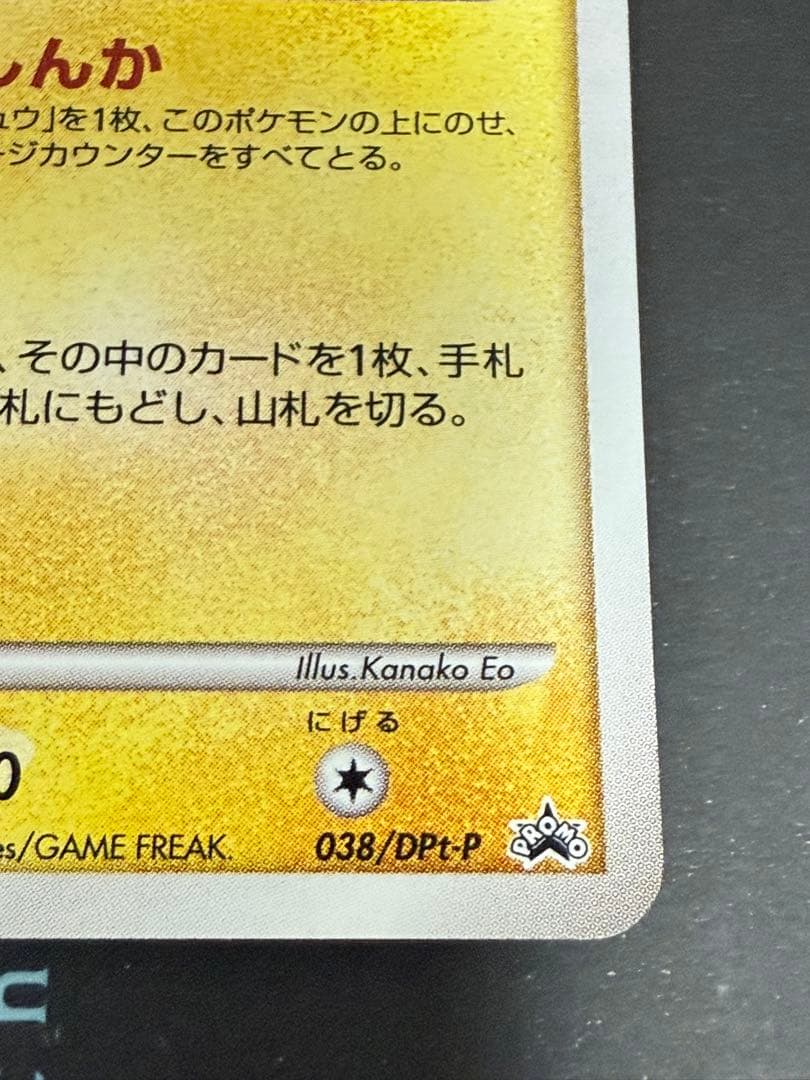 しんか
ュウ」を1枚、このポケモンの上にのせ、
ージカウンターをすべてとる。
、その中のカードを1枚、手札
札にもどし、山札を切る。
Illus. Kanako Eo
にげる
0
es/GAME FREAK.
038/DPt-P
PROMO
h